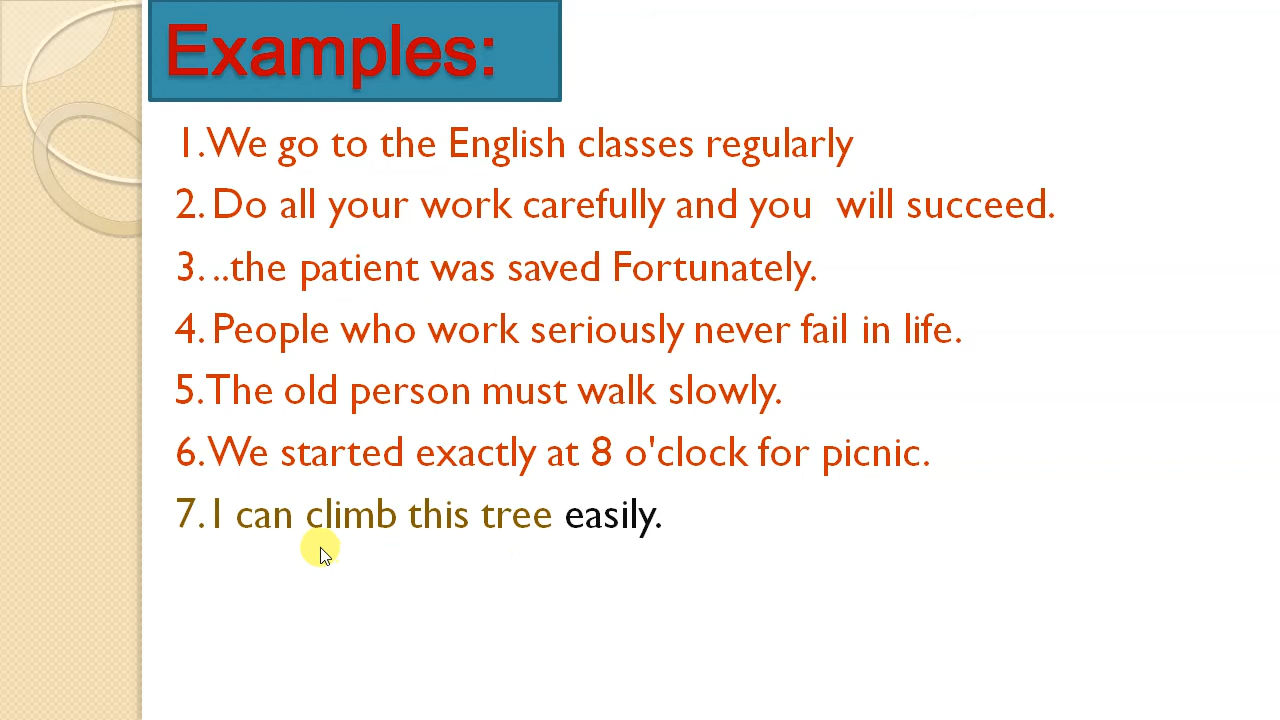 Examples:
1. We go to the English classes regularly
2. Do all your work carefully and you  will succeed.
3. ..the patient was saved Fortunately.
4. People who work seriously never fail in life.
5. The old person must walk slowly.
6. We started exactly at 8 o'clock for picnic.
7. I can climb this tree easily.